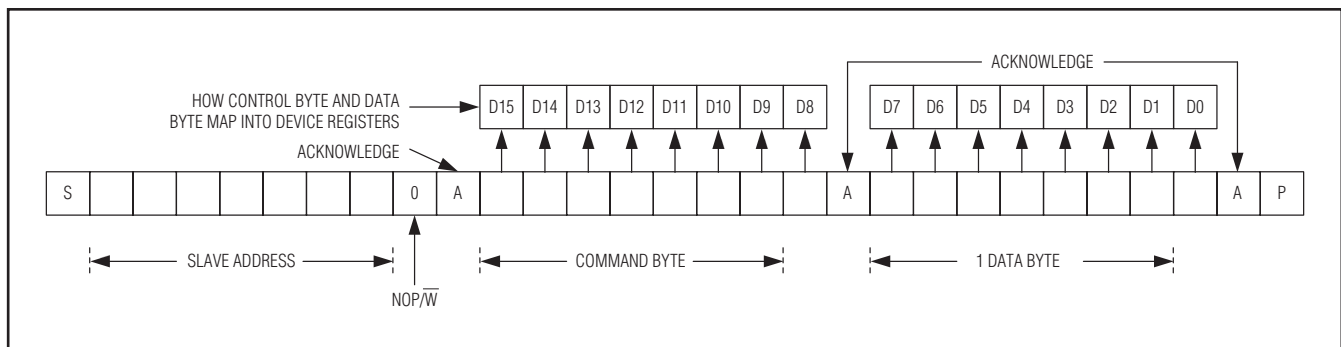 ACKNOWLEDGE
HOW CONTROL BYTE AND DATA
BYTE MAP INTO DEVICE REGISTERS
D15 D14 D13 D12 D11 D10 D9 D8 D7 D6 D5 D4 D3 D2 D1 D0
ACKNOWLEDGE
S 0 A A A P
SLAVE ADDRESS COMMAND BYTE 1 DATA BYTE
NOP/W̅